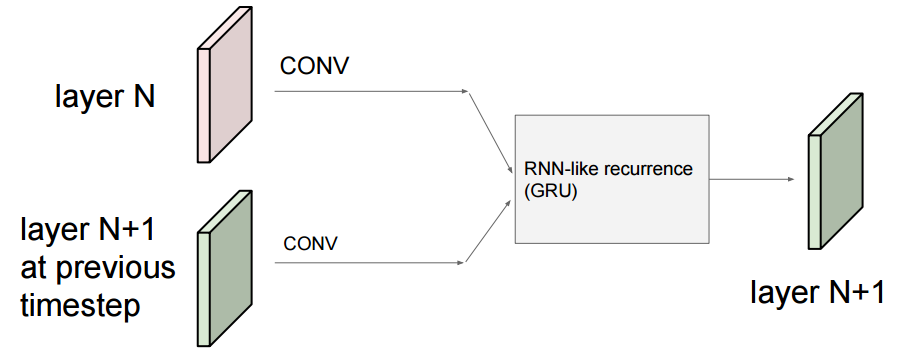 CONV
layer N
RNN-like recurrence
(GRU)
layer N+1
at previous
timestep
CONV
layer N+1